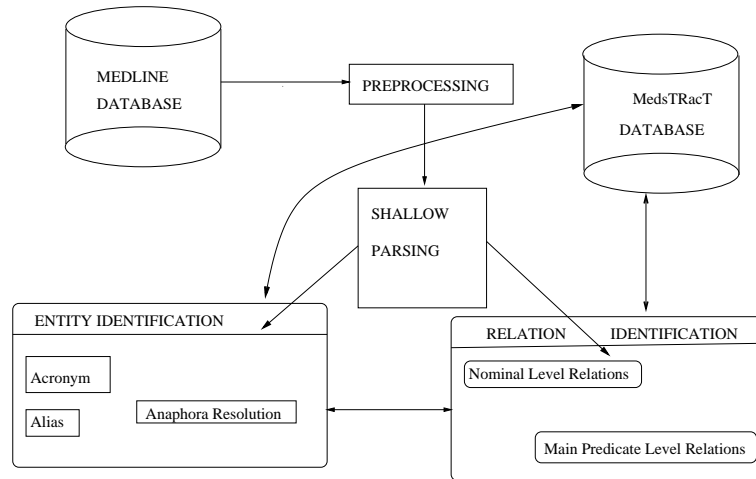 MEDLINE
DATABASE
PREPROCESSING
MedsTRacT
DATABASE
SHALLOW
PARSING
ENTITY IDENTIFICATION
Acronym
Alias
Anaphora Resolution
RELATION IDENTIFICATION
Nominal Level Relations
Main Predicate Level Relations